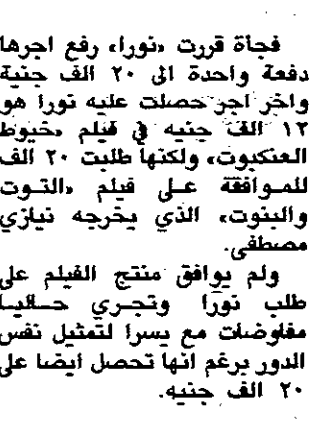 فجأة قررت «نورا» رفع اجرها
دفعة واحدة الى ٢٠ الف جنية
واخر اجر حصلت عليه نورا هو
١٢ الف جنيه في فيلم «خيوط
العنكبوت» ولكنها طلبت ٢٠ الف
للموافقة على فيلم «التوت
والنبوت» الذي يخرجه نيازي
مصطفى.
ولم يوافق منتج الفيلم على
طلب نورا وتجري حاليا
مفاوضات مع يسرا لتمثيل نفس
الدور برغم انها تحصل أيضا على
٢٠ الف جنيه.